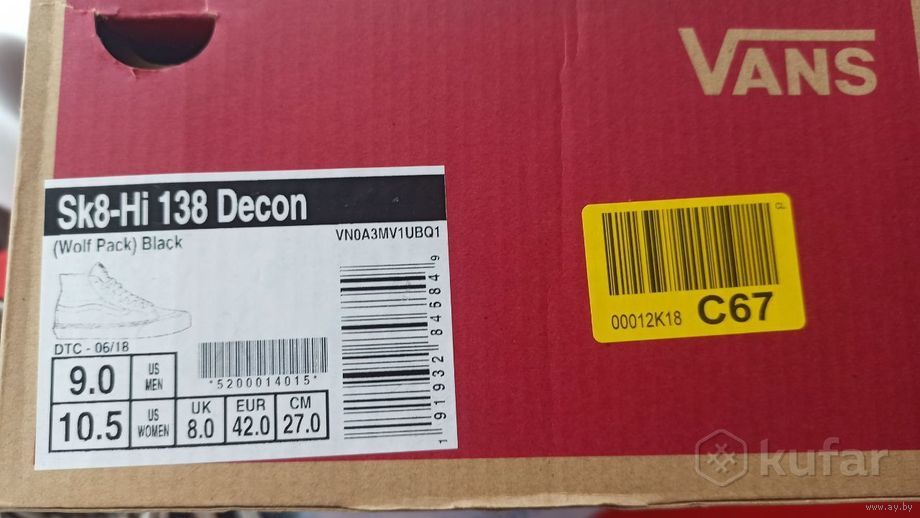 VANS
Sk8-Hi 138 Decon
(Wolf Pack) Black
VN0A3MV1UBQ1
DTC - 06/18
9.0 US MEN
10.5 US WOMEN
UK 8.0
EUR 42.0
CM 27.0
*5200014015*
1 91932 84684 9
CL
00012K18 C67
kufar
www.ay.by